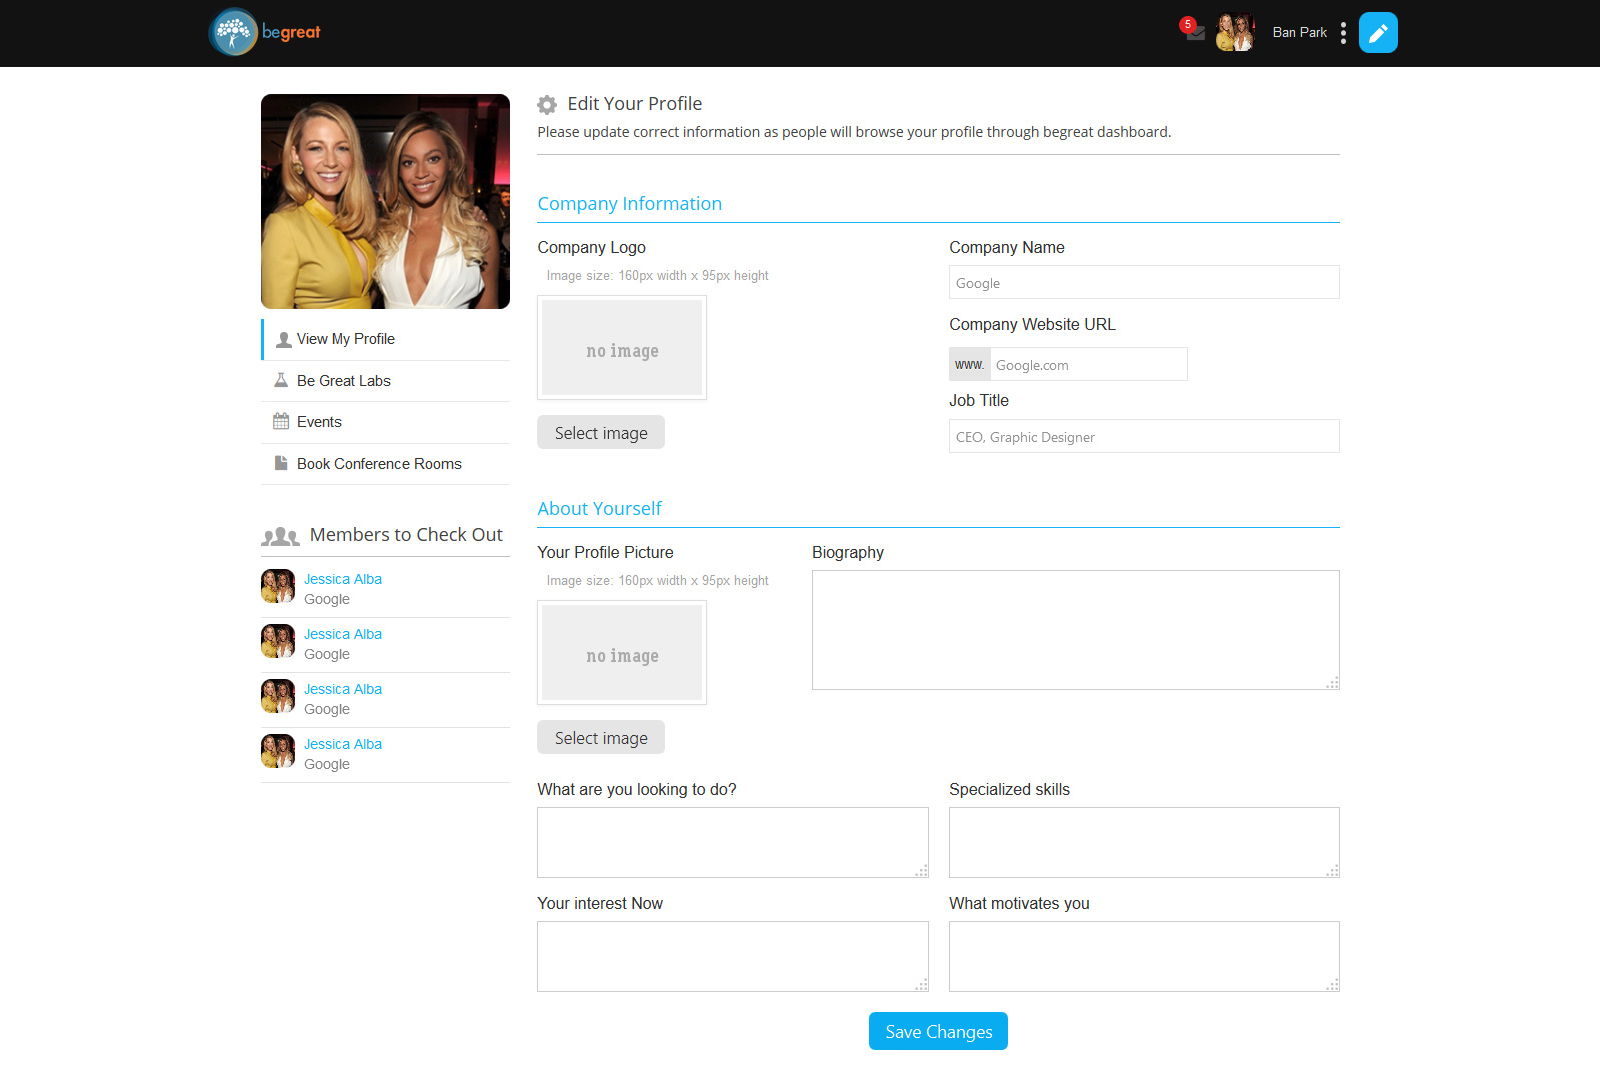 begreat
5
Ban Park
View My Profile
Be Great Labs
Events
Book Conference Rooms
Members to Check Out
Jessica Alba
Google
Jessica Alba
Google
Jessica Alba
Google
Jessica Alba
Google
Edit Your Profile
Please update correct information as people will browse your profile through begreat dashboard.
Company Information
Company Logo
Image size: 160px width x 95px height
no image
Select image
Company Name
Google
Company Website URL
www. Google.com
Job Title
CEO, Graphic Designer
About Yourself
Your Profile Picture
Image size: 160px width x 95px height
no image
Select image
Biography
What are you looking to do?
Specialized skills
Your interest Now
What motivates you
Save Changes